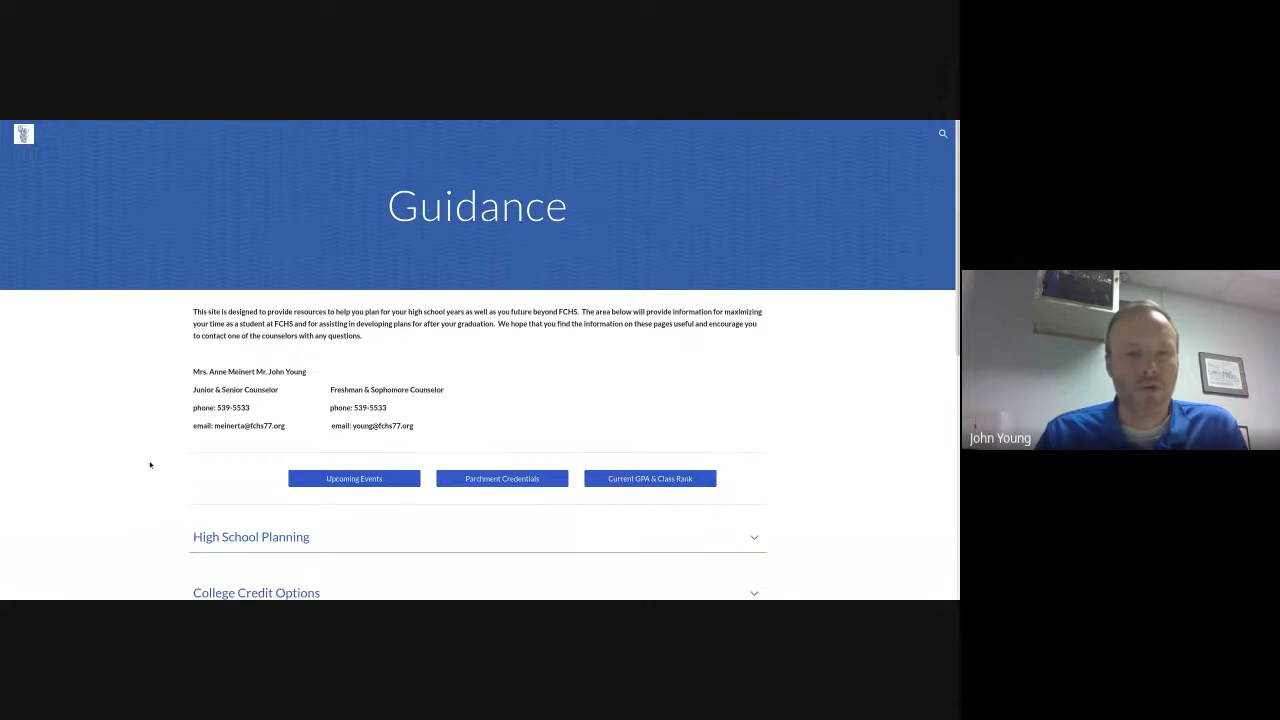 Guidance
This site is designed to provide resources to help you plan for your high school years as well as you future beyond FCHS. The area below will provide information for maximizing
your time as a student at FCHS and for assisting in developing plans for after your graduation. We hope that you find the information on these pages useful and encourage you
to contact one of the counselors with any questions.
Mrs. Anne Meinert Mr. John Young
Junior & Senior Counselor Freshman & Sophomore Counselor
phone: 539-5533 phone: 539-5533
email: meinerta@fchs77.org email: young@fchs77.org
Upcoming Events Parchment Credentials Current GPA & Class Rank
High School Planning
College Credit Options
John Young